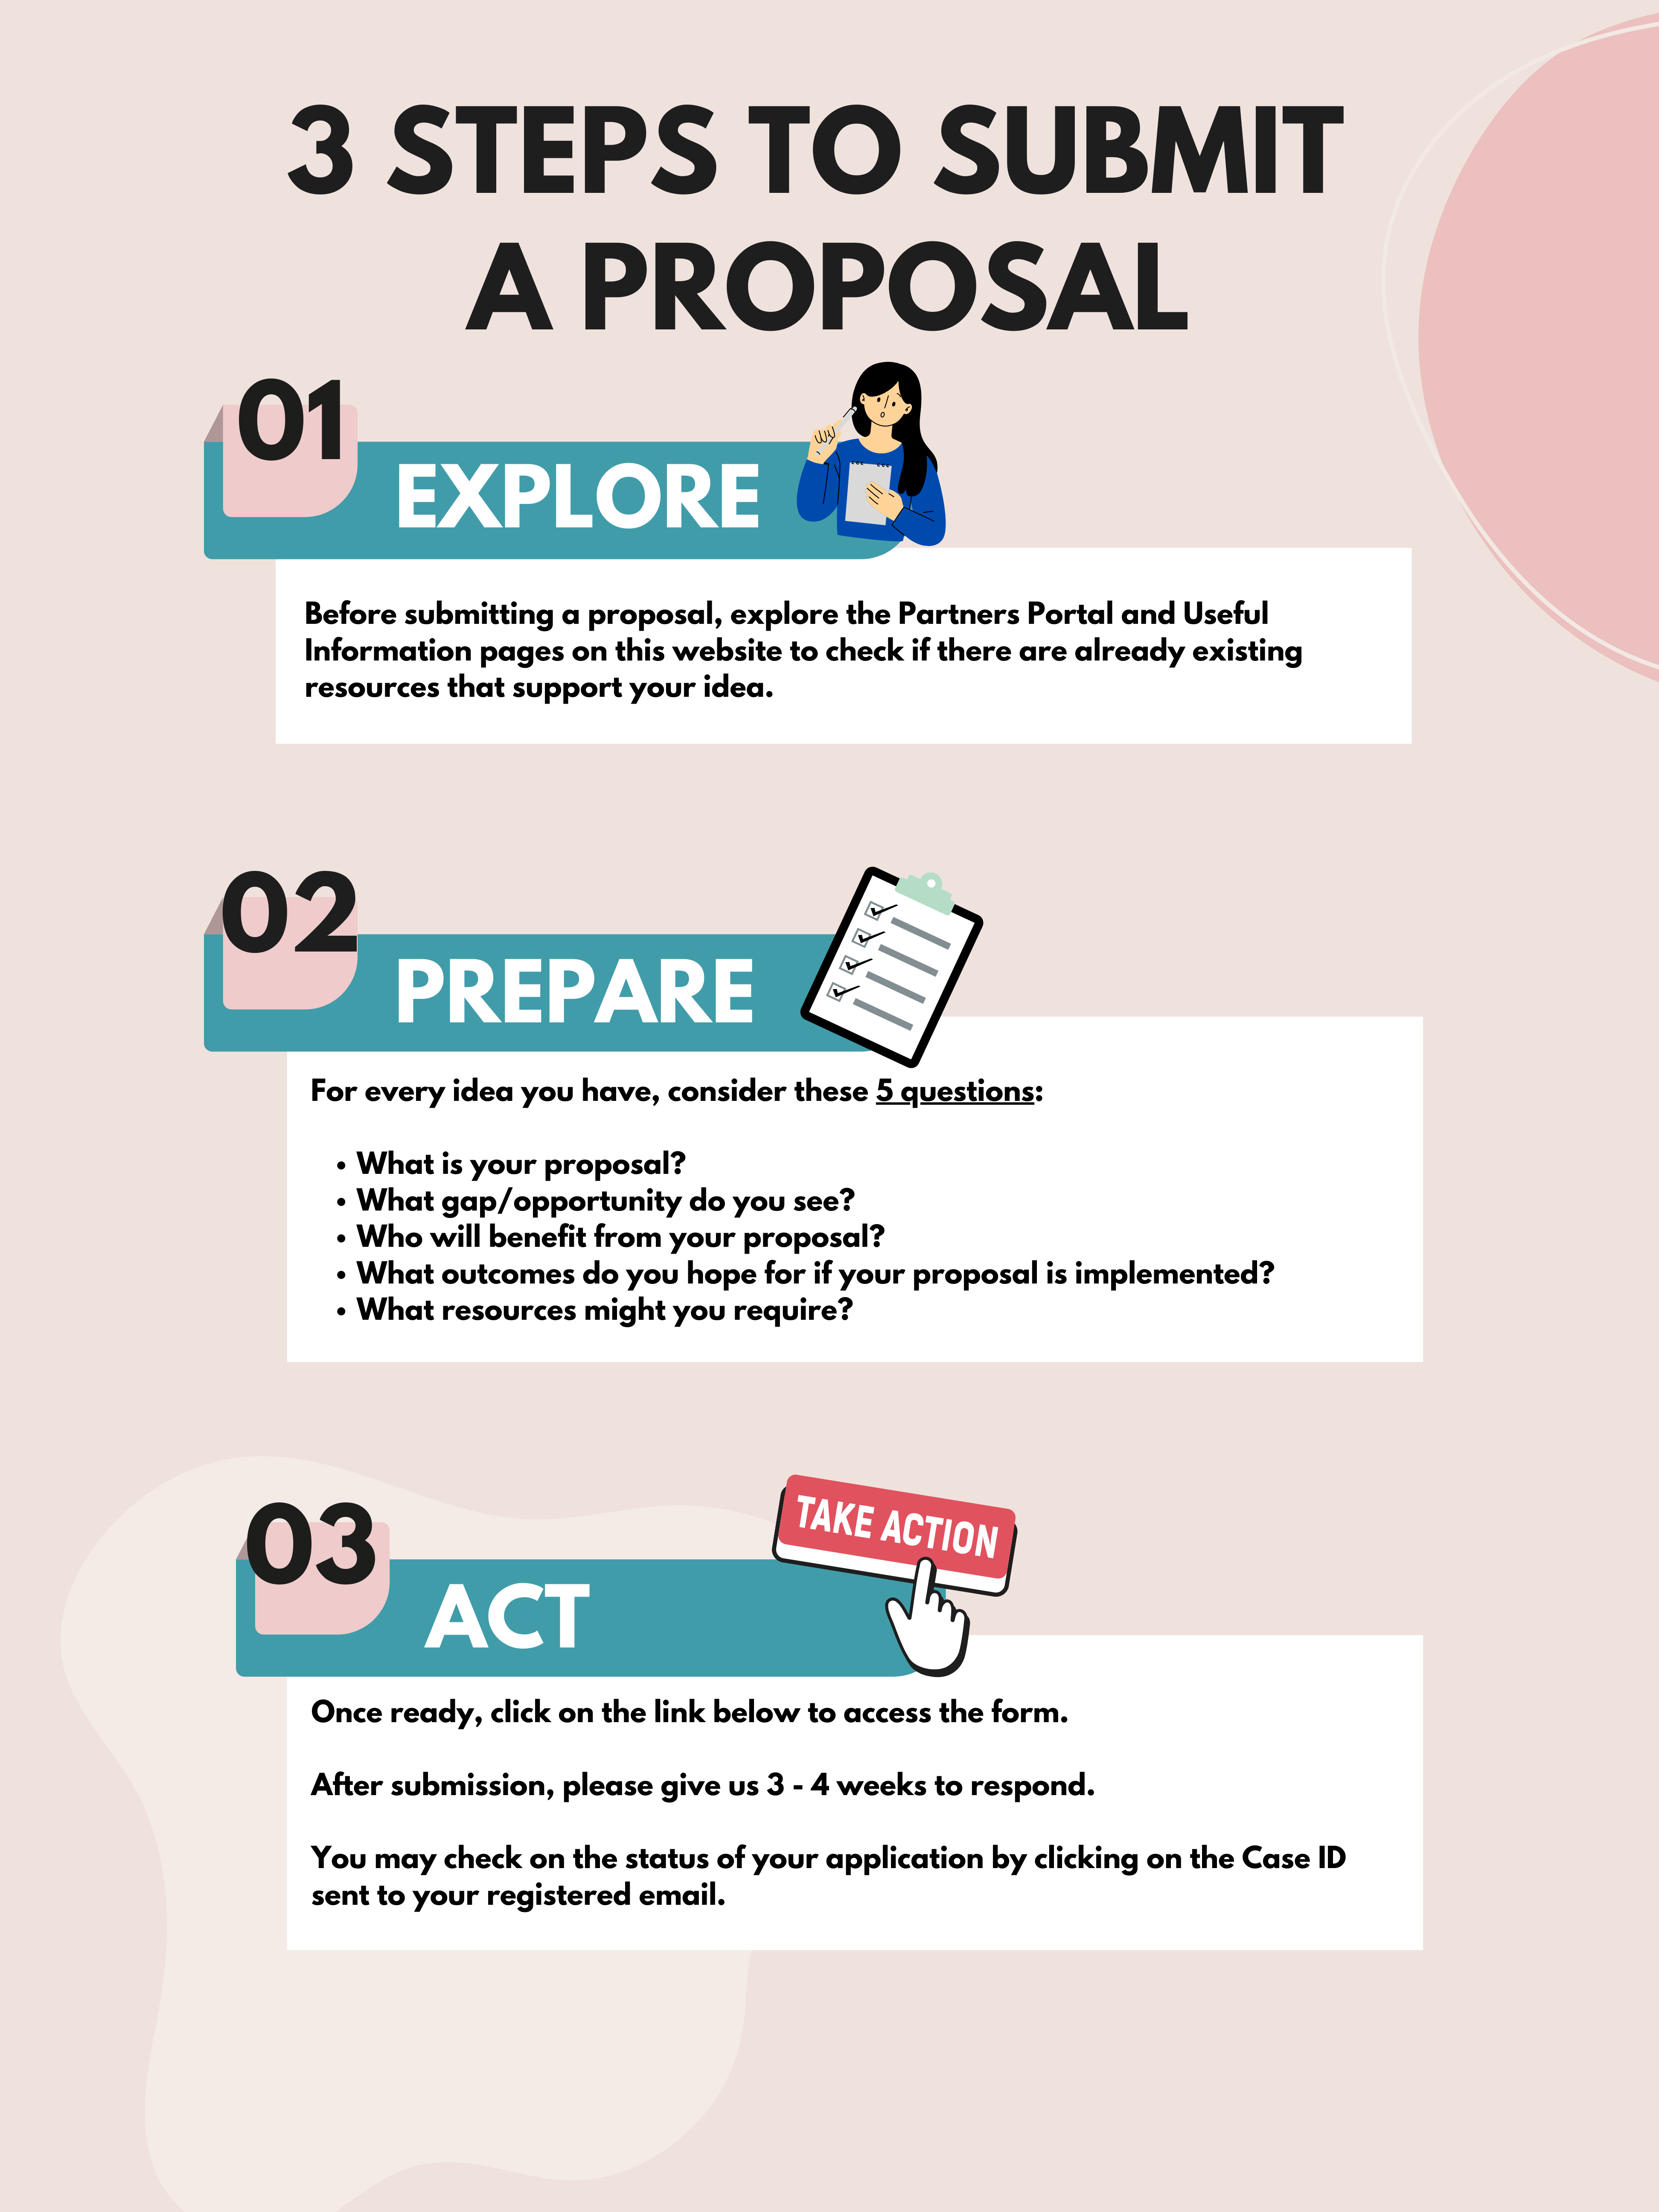 3 STEPS TO SUBMIT
A PROPOSAL
01
EXPLORE
Before submitting a proposal, explore the Partners Portal and Useful
Information pages on this website to check if there are already existing
resources that support your idea.
02
PREPARE
For every idea you have, consider these 5 questions:
• What is your proposal?
• What gap/opportunity do you see?
• Who will benefit from your proposal?
• What outcomes do you hope for if your proposal is implemented?
• What resources might you require?
03
TAKE ACTION
ACT
Once ready, click on the link below to access the form.
After submission, please give us 3 - 4 weeks to respond.
You may check on the status of your application by clicking on the Case ID
sent to your registered email.